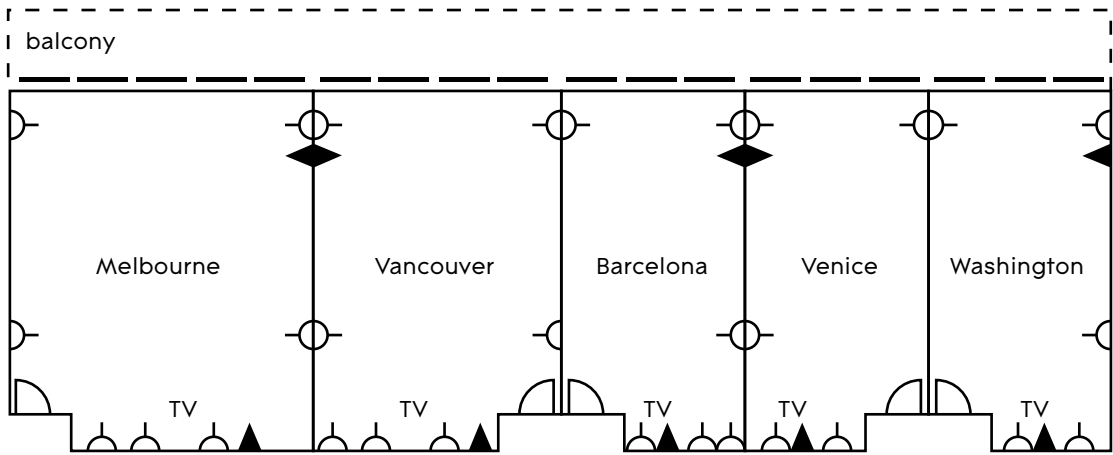 balcony
Melbourne
Vancouver
Barcelona
Venice
Washington
TV
TV
TV
TV
TV